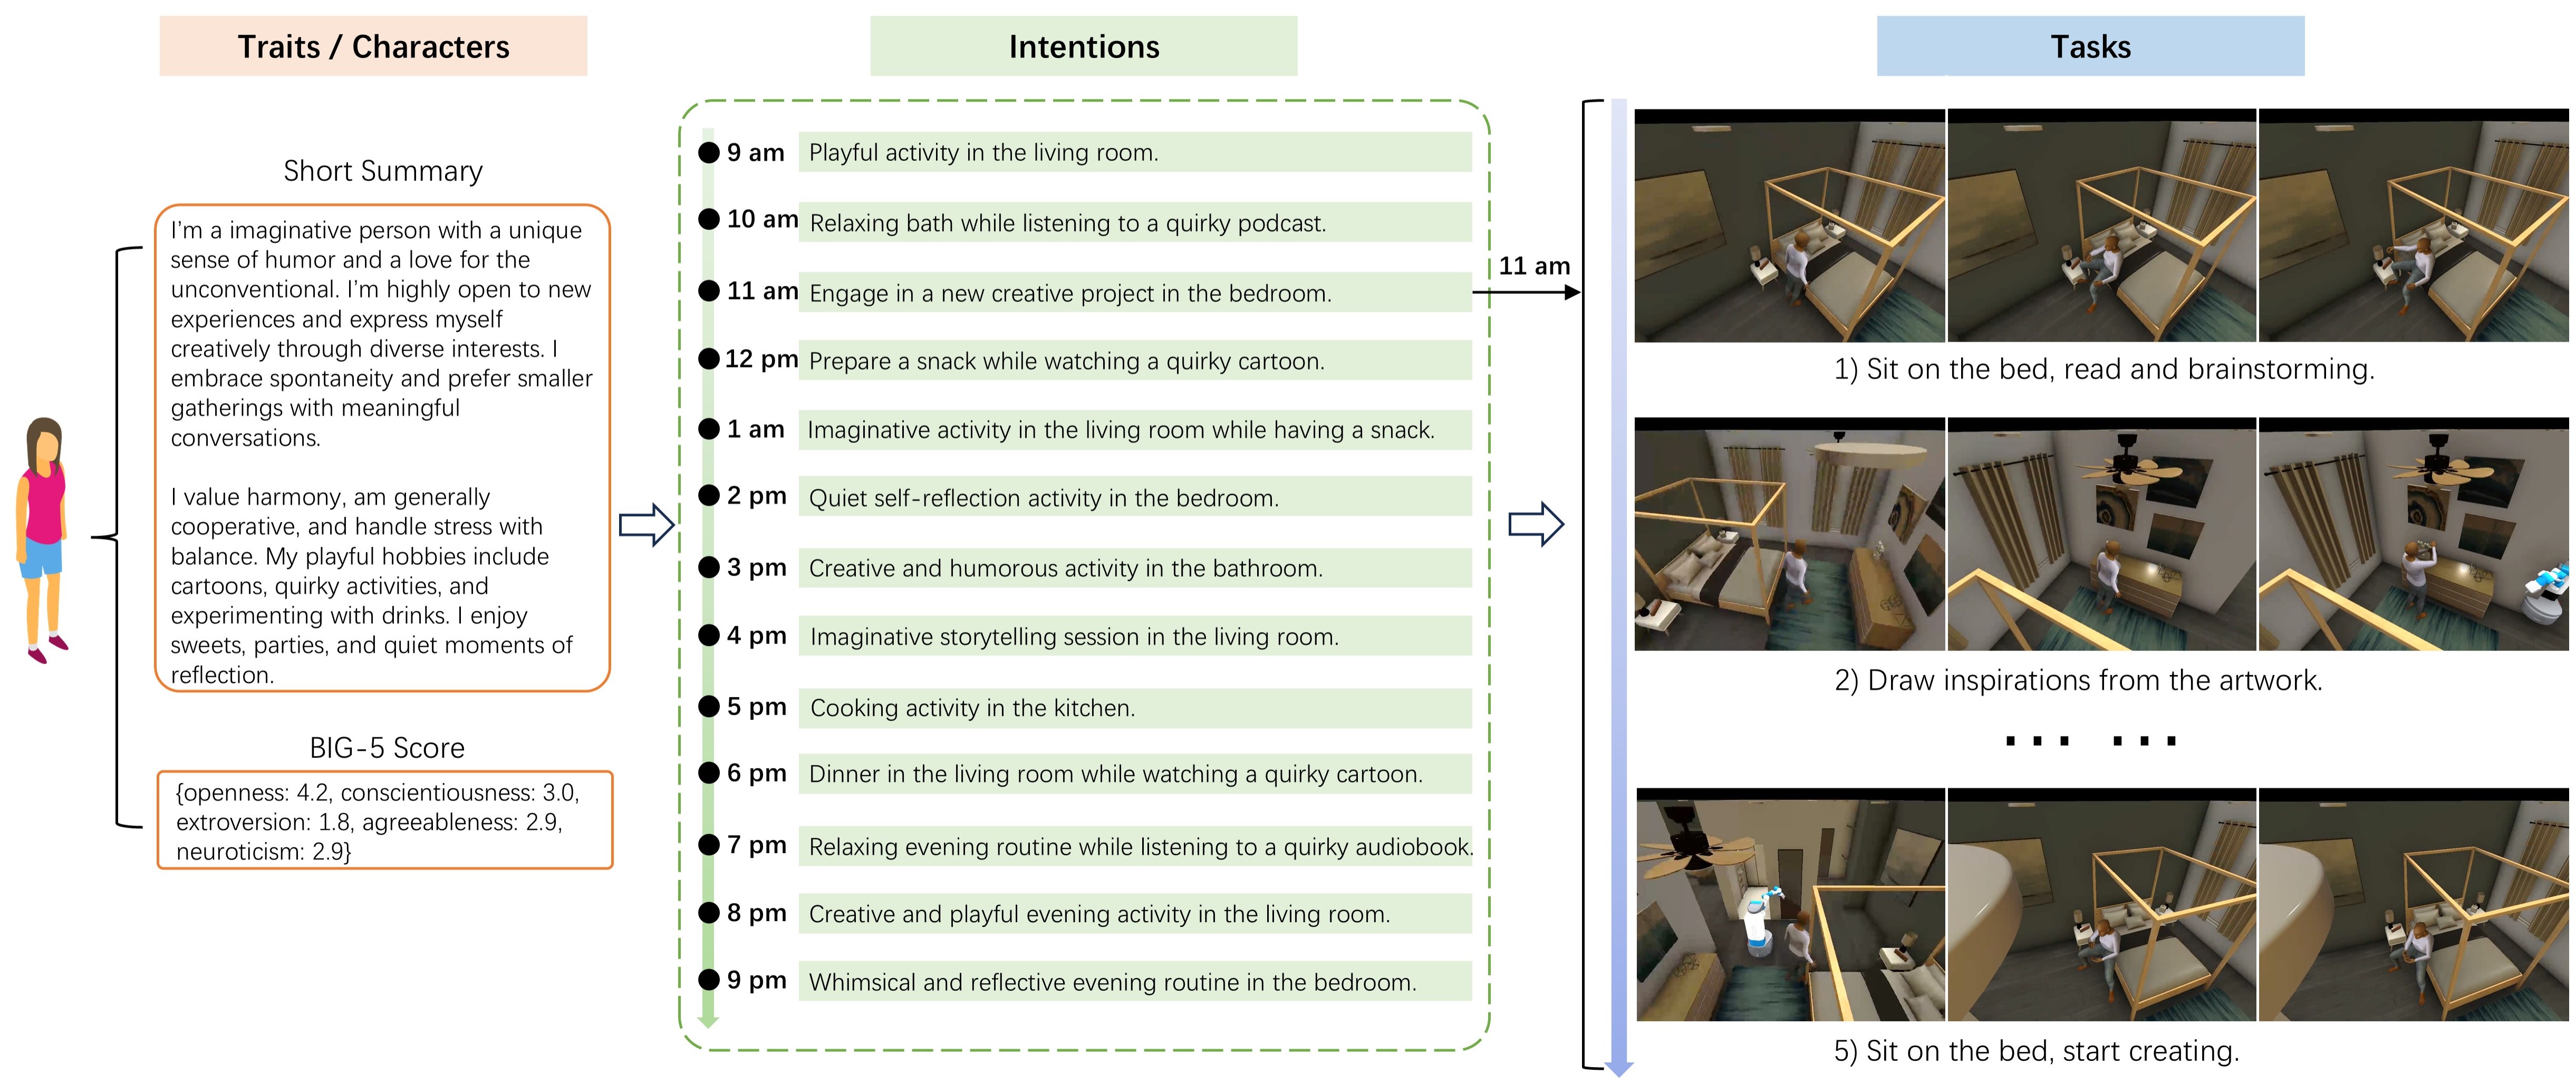 Traits / Characters
Short Summary
I'm a imaginative person with a unique
sense of humor and a love for the
unconventional. I'm highly open to new
experiences and express myself
creatively through diverse interests. I
embrace spontaneity and prefer smaller
gatherings with meaningful
conversations.
I value harmony, am generally
cooperative, and handle stress with
balance. My playful hobbies include
cartoons, quirky activities, and
experimenting with drinks. I enjoy
sweets, parties, and quiet moments of
reflection.
BIG-5 Score
{openness: 4.2, conscientiousness: 3.0,
extroversion: 1.8, agreeableness: 2.9,
neuroticism: 2.9}
Intentions
9 am Playful activity in the living room.
10 am Relaxing bath while listening to a quirky podcast.
11 am Engage in a new creative project in the bedroom.
12 pm Prepare a snack while watching a quirky cartoon.
1 am Imaginative activity in the living room while having a snack.
2 pm Quiet self-reflection activity in the bedroom.
3 pm Creative and humorous activity in the bathroom.
4 pm Imaginative storytelling session in the living room.
5 pm Cooking activity in the kitchen.
6 pm Dinner in the living room while watching a quirky cartoon.
7 pm Relaxing evening routine while listening to a quirky audiobook.
8 pm Creative and playful evening activity in the living room.
9 pm Whimsical and reflective evening routine in the bedroom.
11 am
Tasks
1) Sit on the bed, read and brainstorming.
2) Draw inspirations from the artwork.
... ...
5) Sit on the bed, start creating.